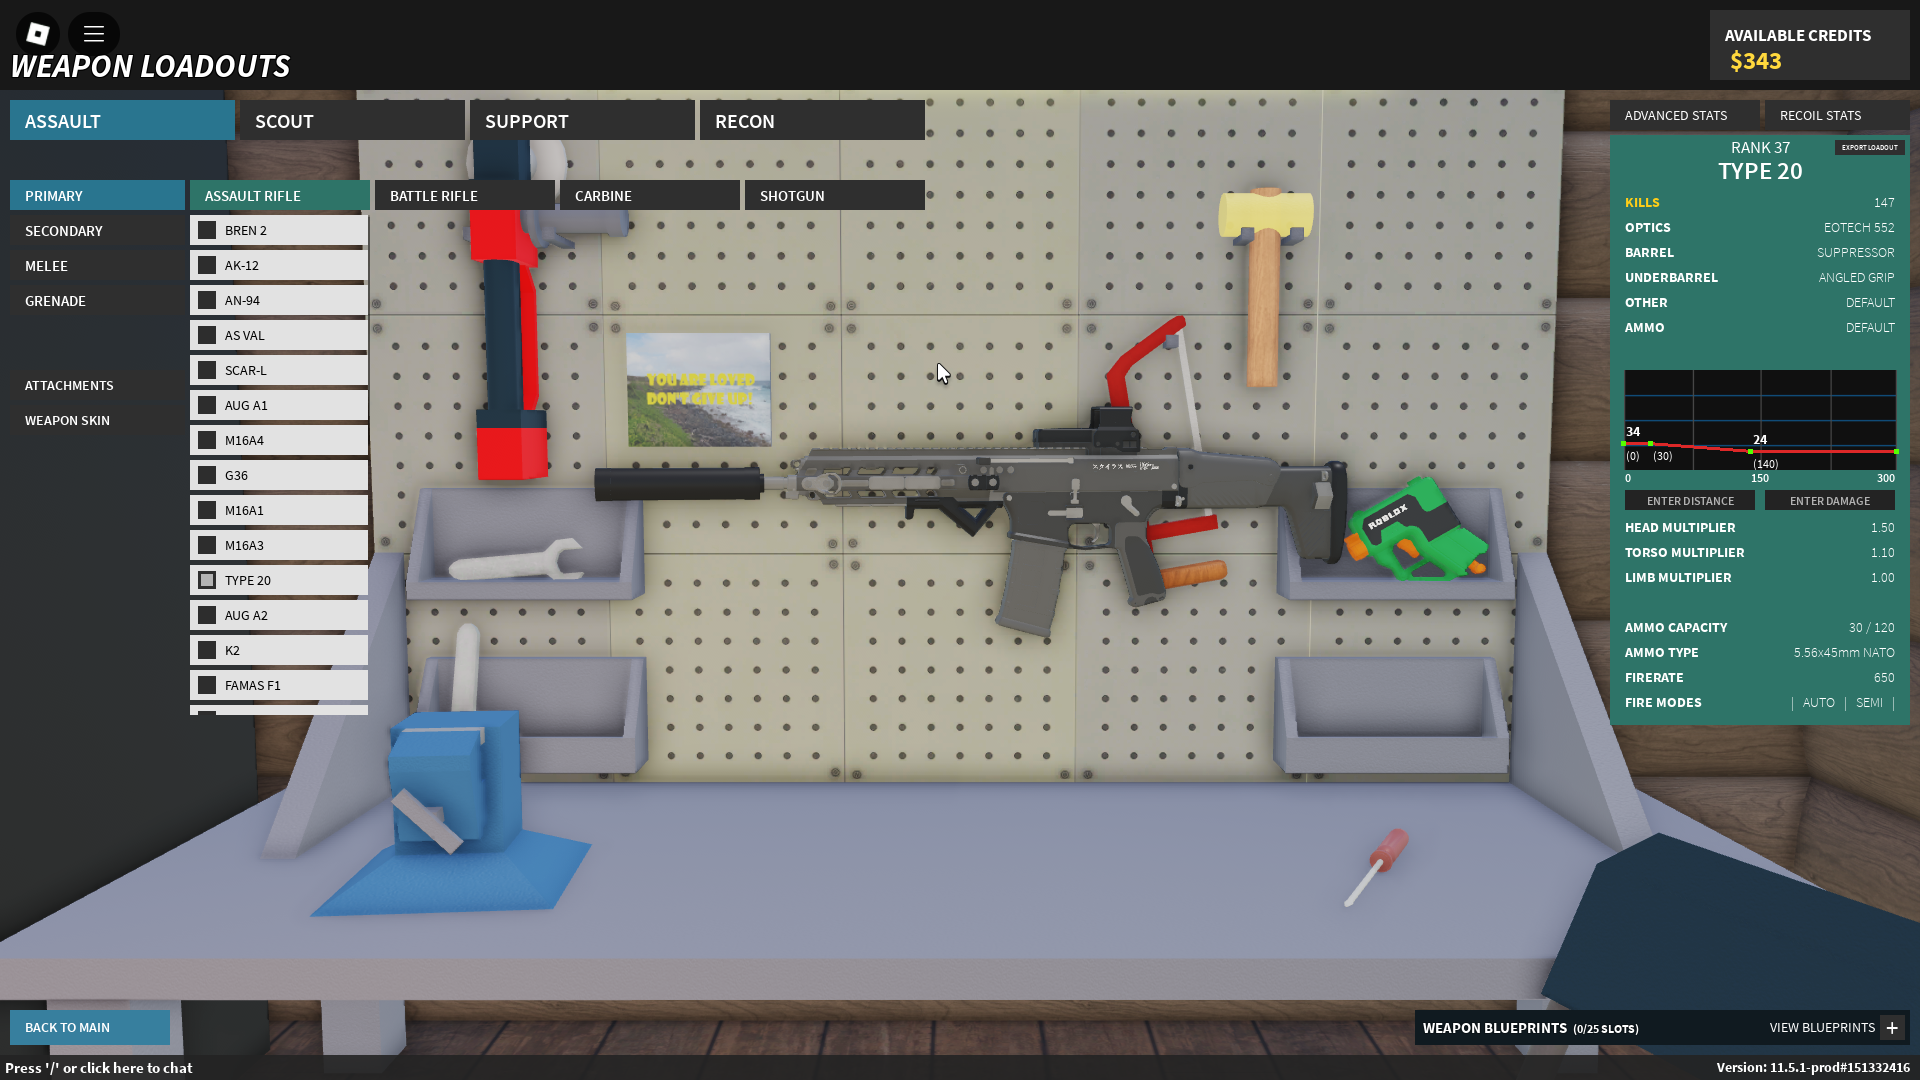 WEAPON LOADOUTS
AVAILABLE CREDITS
$343
ASSAULT
SCOUT
SUPPORT
RECON
ADVANCED STATS
RECOIL STATS
PRIMARY
SECONDARY
MELEE
GRENADE
ATTACHMENTS
WEAPON SKIN
ASSAULT RIFLE
BATTLE RIFLE
CARBINE
SHOTGUN
BREN 2
AK-12
AN-94
AS VAL
SCAR-L
AUG A1
M16A4
G36
M16A1
M16A3
TYPE 20
AUG A2
K2
FAMAS F1
YOU ARE LOVED
DON'T GIVE UP!
ROBLOX
RANK 37
EXPORT LOADOUT
TYPE 20
KILLS 147
OPTICS EOTECH 552
BARREL SUPPRESSOR
UNDERBARREL ANGLED GRIP
OTHER DEFAULT
AMMO DEFAULT
34
24
(0)
(30)
(140)
0 150 300
ENTER DISTANCE
ENTER DAMAGE
HEAD MULTIPLIER 1.50
TORSO MULTIPLIER 1.10
LIMB MULTIPLIER 1.00
AMMO CAPACITY 30 / 120
AMMO TYPE 5.56x45mm NATO
FIRERATE 650
FIRE MODES | AUTO | SEMI |
BACK TO MAIN
WEAPON BLUEPRINTS (0/25 SLOTS)
VIEW BLUEPRINTS +
Press '/' or click here to chat
Version: 11.5.1-prod#151332416